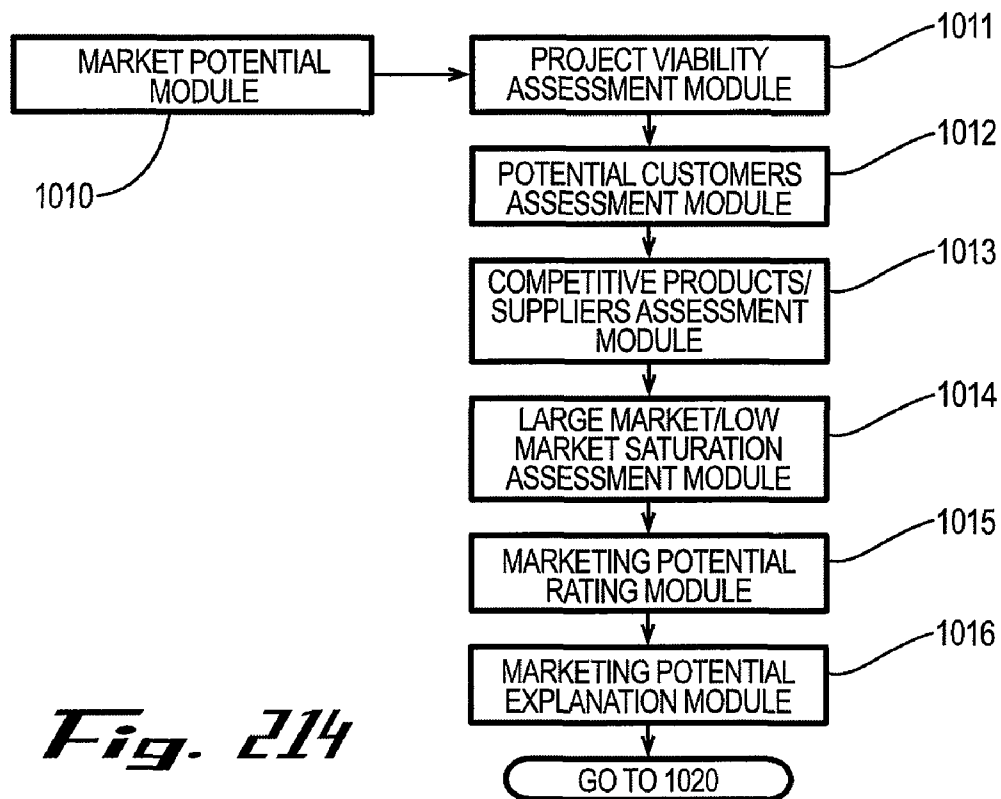 MARKET POTENTIAL
MODULE
1010
PROJECT VIABILITY
ASSESSMENT MODULE
1011
POTENTIAL CUSTOMERS
ASSESSMENT MODULE
1012
COMPETITIVE PRODUCTS/
SUPPLIERS ASSESSMENT
MODULE
1013
LARGE MARKET/LOW
MARKET SATURATION
ASSESSMENT MODULE
1014
MARKETING POTENTIAL
RATING MODULE
1015
MARKETING POTENTIAL
EXPLANATION MODULE
1016
GO TO 1020
Fig. 214